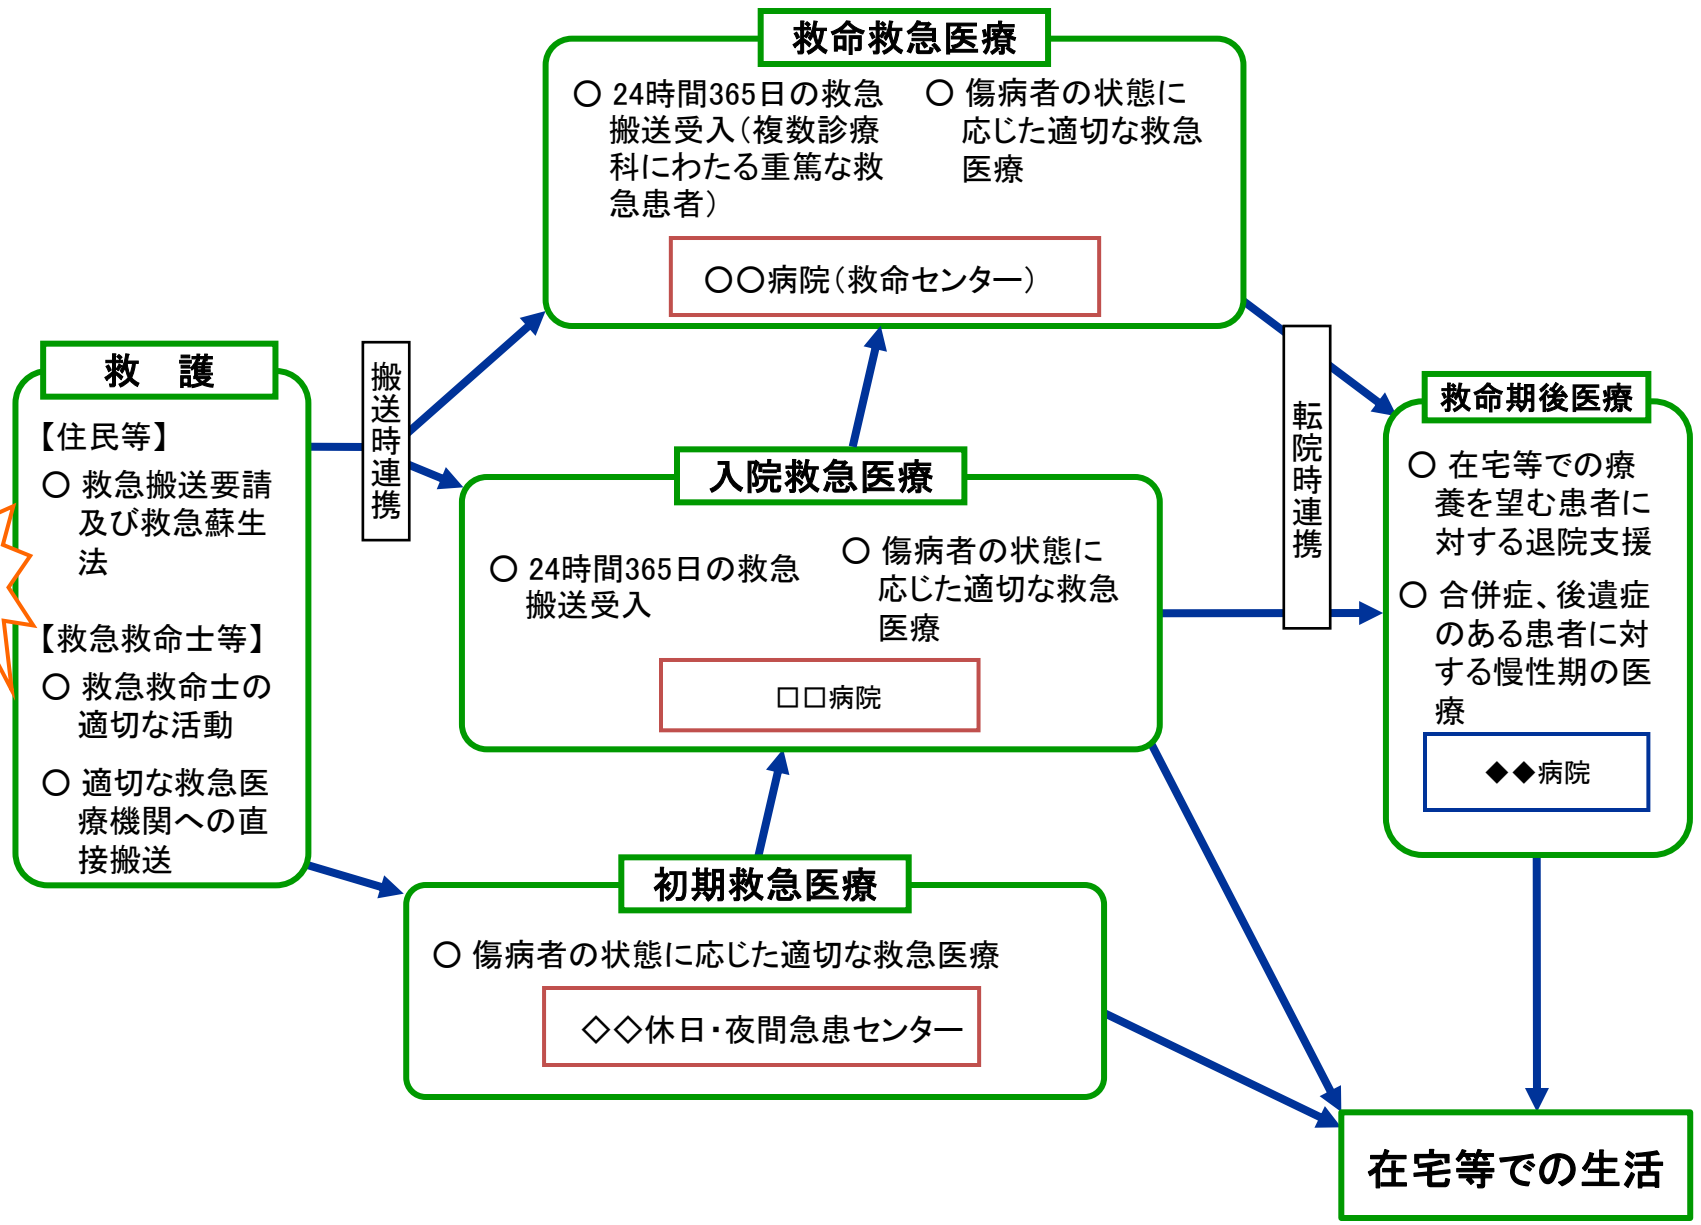 救命救急医療
〇 24時間365日の救急
搬送受入（複数診療
科にわたる重篤な救
急患者）
〇 傷病者の状態に
応じた適切な救急
医療
〇〇病院（救命センター）
救　護
【住民等】
〇 救急搬送要請
及び救急蘇生
法
【救急救命士等】
〇 救急救命士の
適切な活動
〇 適切な救急医
療機関への直
接搬送
搬送時連携
入院救急医療
〇 24時間365日の救急
搬送受入
〇 傷病者の状態に
応じた適切な救急
医療
□□病院
初期救急医療
〇 傷病者の状態に応じた適切な救急医療
◇◇休日・夜間急患センター
転院時連携
救命期後医療
〇 在宅等での療
養を望む患者に
対する退院支援
〇 合併症、後遺症
のある患者に対
する慢性期の医
療
◆◆病院
在宅等での生活